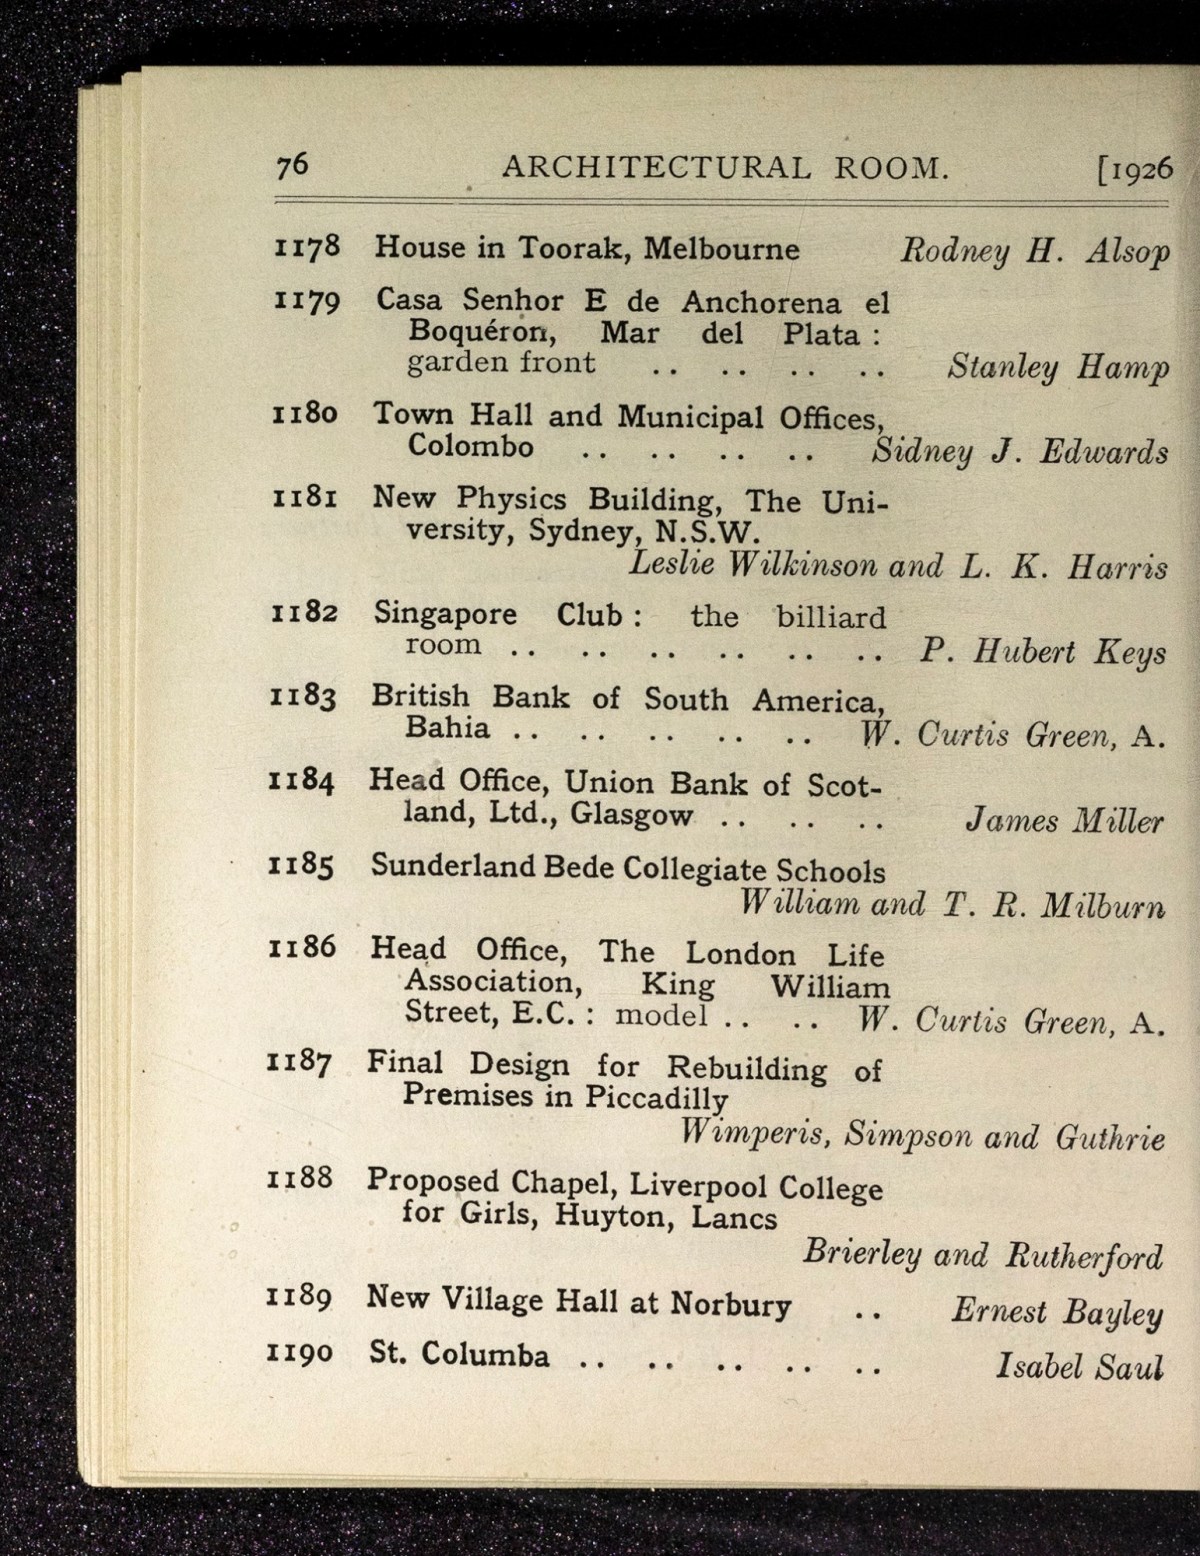 76 ARCHITECTURAL ROOM. [1926
1178 House in Toorak, Melbourne Rodney H. Alsop
1179 Casa Senhor E de Anchorena el
Boquéron, Mar del Plata :
garden front .. .. .. .. Stanley Hamp
1180 Town Hall and Municipal Offices,
Colombo .. .. .. .. Sidney J. Edwards
1181 New Physics Building, The Uni-
versity, Sydney, N.S.W.
Leslie Wilkinson and L. K. Harris
1182 Singapore Club : the billiard
room .. .. .. .. .. .. P. Hubert Keys
1183 British Bank of South America,
Bahia .. .. .. .. .. W. Curtis Green, A.
1184 Head Office, Union Bank of Scot-
land, Ltd., Glasgow .. .. .. James Miller
1185 Sunderland Bede Collegiate Schools
William and T. R. Milburn
1186 Head Office, The London Life
Association, King William
Street, E.C. : model .. .. W. Curtis Green, A.
1187 Final Design for Rebuilding of
Premises in Piccadilly
Wimperis, Simpson and Guthrie
1188 Proposed Chapel, Liverpool College
for Girls, Huyton, Lancs
Brierley and Rutherford
1189 New Village Hall at Norbury .. Ernest Bayley
1190 St. Columba .. .. .. .. .. Isabel Saul